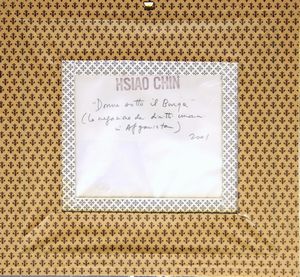 HSIAO CHIN
"Donne sotto il Burqa"
(la negazione dei diritti umani
in Afganistan)
2001